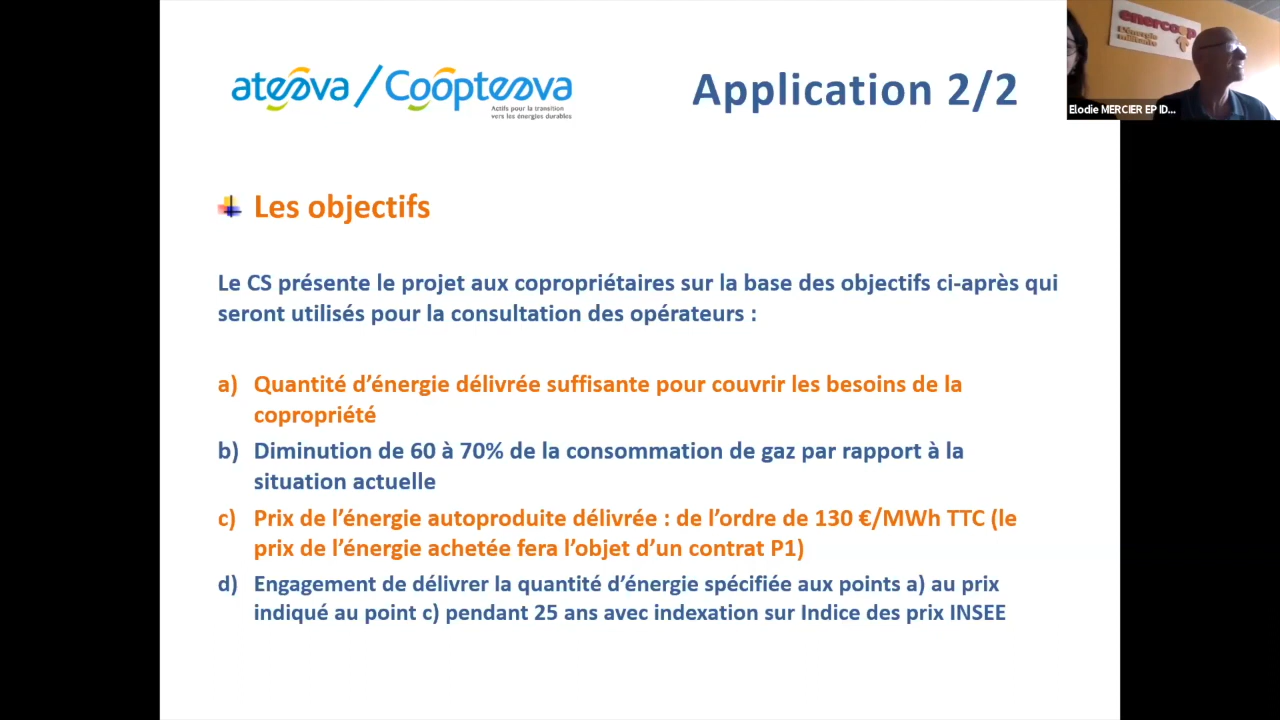 ateova / Coopteova
Actifs pour la transition
vers les énergies durables
Application 2/2
enercoop
L'énergie
militante
Elodie MERCIER EP ID...
Les objectifs
Le CS présente le projet aux copropriétaires sur la base des objectifs ci-après qui
seront utilisés pour la consultation des opérateurs :
a) Quantité d'énergie délivrée suffisante pour couvrir les besoins de la
copropriété
b) Diminution de 60 à 70% de la consommation de gaz par rapport à la
situation actuelle
c) Prix de l'énergie autoproduite délivrée : de l'ordre de 130 €/MWh TTC (le
prix de l'énergie achetée fera l'objet d'un contrat P1)
d) Engagement de délivrer la quantité d'énergie spécifiée aux points a) au prix
indiqué au point c) pendant 25 ans avec indexation sur Indice des prix INSEE